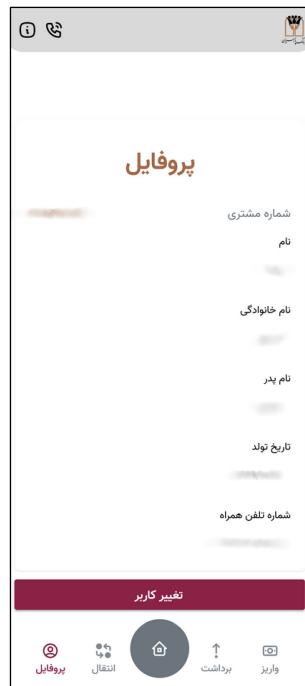 پروفایل
شماره مشتری
نام
نام خانوادگی
نام پدر
تاریخ تولد
شماره تلفن همراه
تغییر کاربر
واریز
برداشت
انتقال
پروفایل